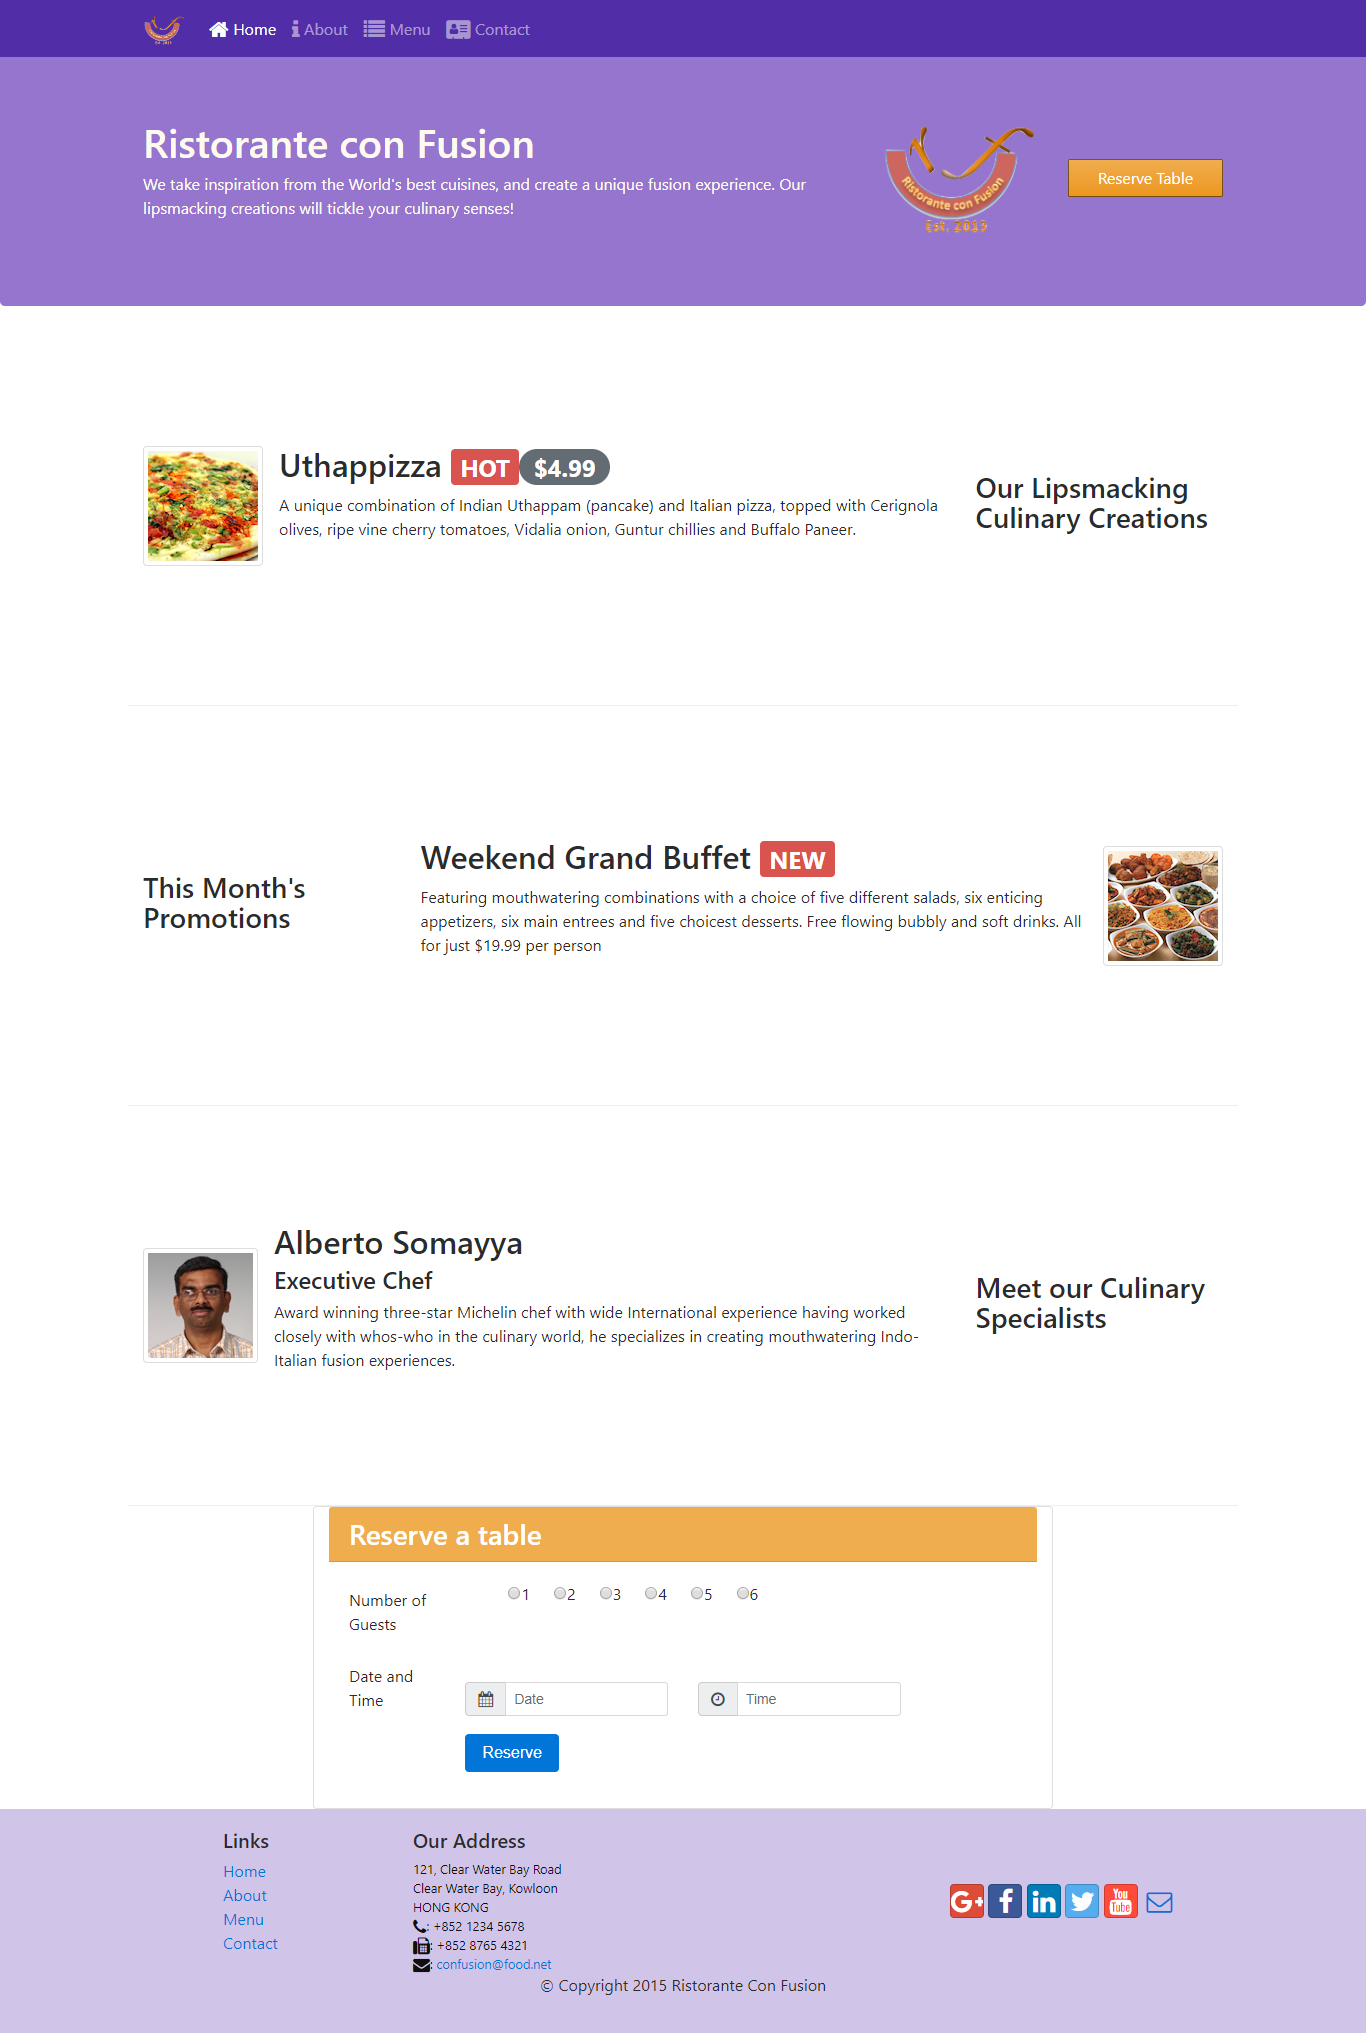 Home About Menu Contact
Ristorante con Fusion
We take inspiration from the World's best cuisines, and create a unique fusion experience. Our
lipsmacking creations will tickle your culinary senses!
Ristorante con Fusion
Est. 2013
Reserve Table
Uthappizza HOT $4.99
A unique combination of Indian Uthappam (pancake) and Italian pizza, topped with Cerignola
olives, ripe vine cherry tomatoes, Vidalia onion, Guntur chillies and Buffalo Paneer.
Our Lipsmacking
Culinary Creations
This Month's
Promotions
Weekend Grand Buffet NEW
Featuring mouthwatering combinations with a choice of five different salads, six enticing
appetizers, six main entrees and five choicest desserts. Free flowing bubbly and soft drinks. All
for just $19.99 per person
Alberto Somayya
Executive Chef
Award winning three-star Michelin chef with wide International experience having worked
closely with whos-who in the culinary world, he specializes in creating mouthwatering Indo-
Italian fusion experiences.
Meet our Culinary
Specialists
Reserve a table
Number of
Guests
1 2 3 4 5 6
Date and
Time
Date
Time
Reserve
Links
Home
About
Menu
Contact
Our Address
121, Clear Water Bay Road
Clear Water Bay, Kowloon
HONG KONG
: +852 1234 5678
: +852 8765 4321
: confusion@food.net
G+ f in You Tube
© Copyright 2015 Ristorante Con Fusion